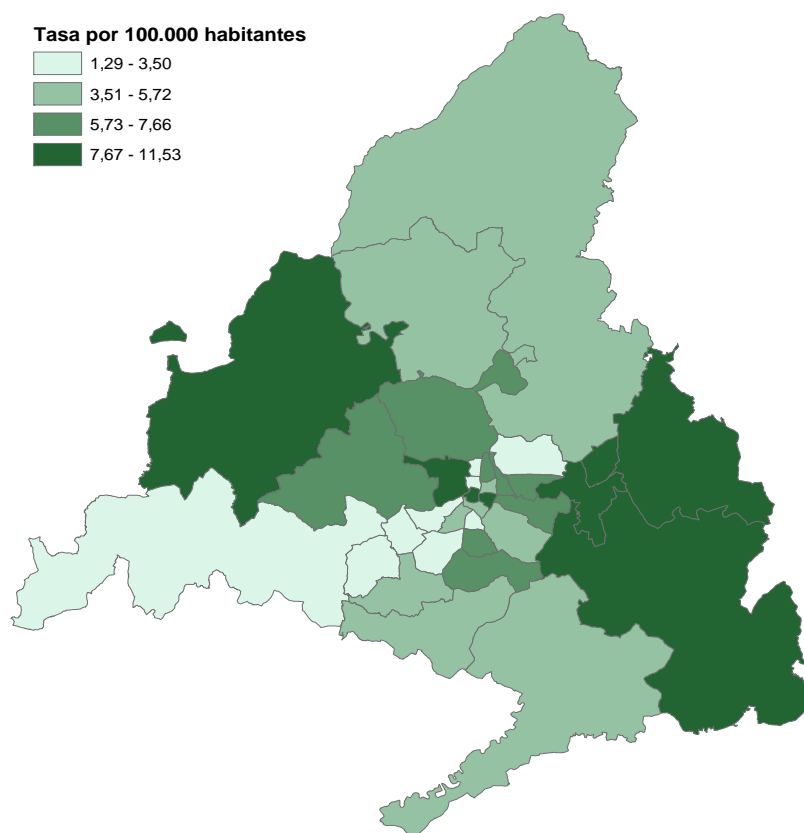 Tasa por 100.000 habitantes
1,29 - 3,50
3,51 - 5,72
5,73 - 7,66
7,67 - 11,53